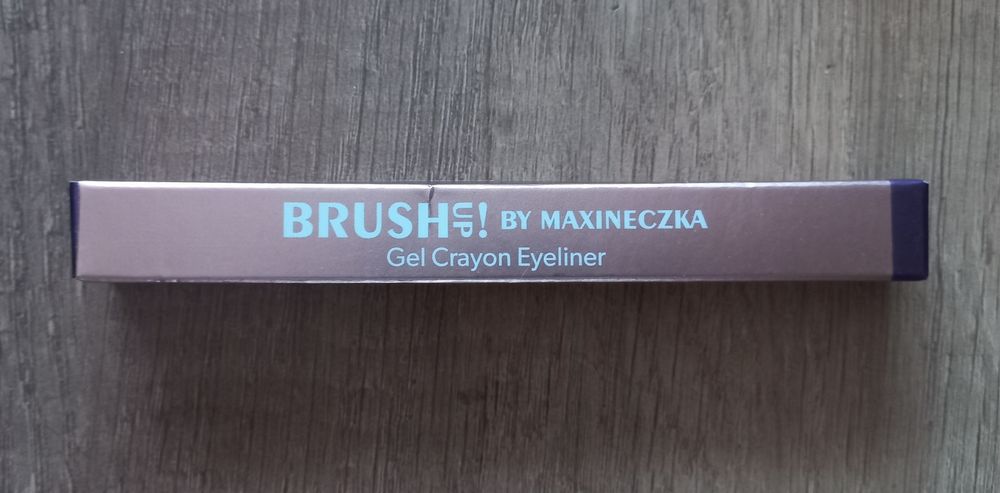 BRUSH UP! BY MAXINECZKA
Gel Crayon Eyeliner